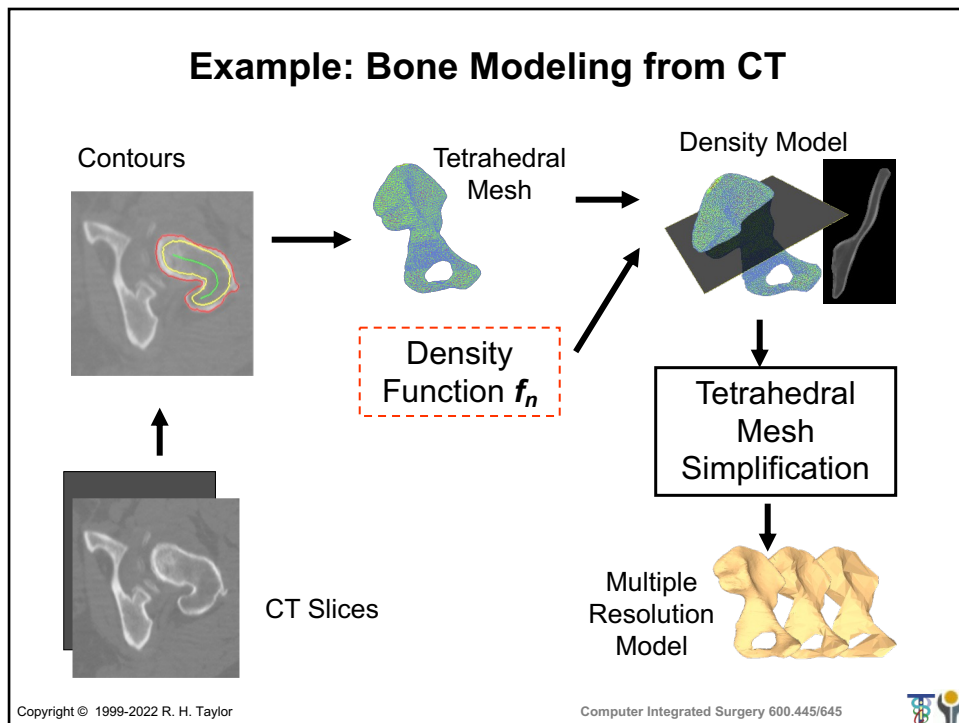 Example: Bone Modeling from CT
Contours
Tetrahedral
Mesh
Density Model
Density
Function fn
Tetrahedral
Mesh
Simplification
CT Slices
Multiple
Resolution
Model
Copyright © 1999-2022 R. H. Taylor
Computer Integrated Surgery 600.445/645